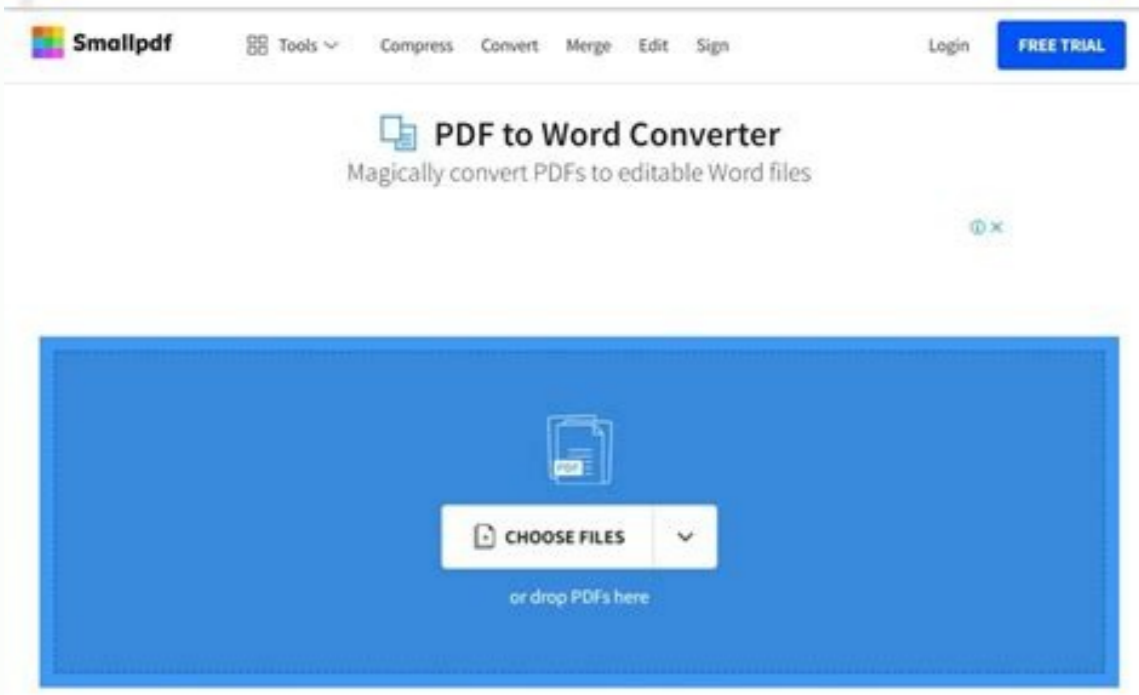 Smallpdf Tools Compress Convert Merge Edit Sign Login FREE TRIAL
PDF to Word Converter
Magically convert PDFs to editable Word files
PDF
CHOOSE FILES
or drop PDFs here